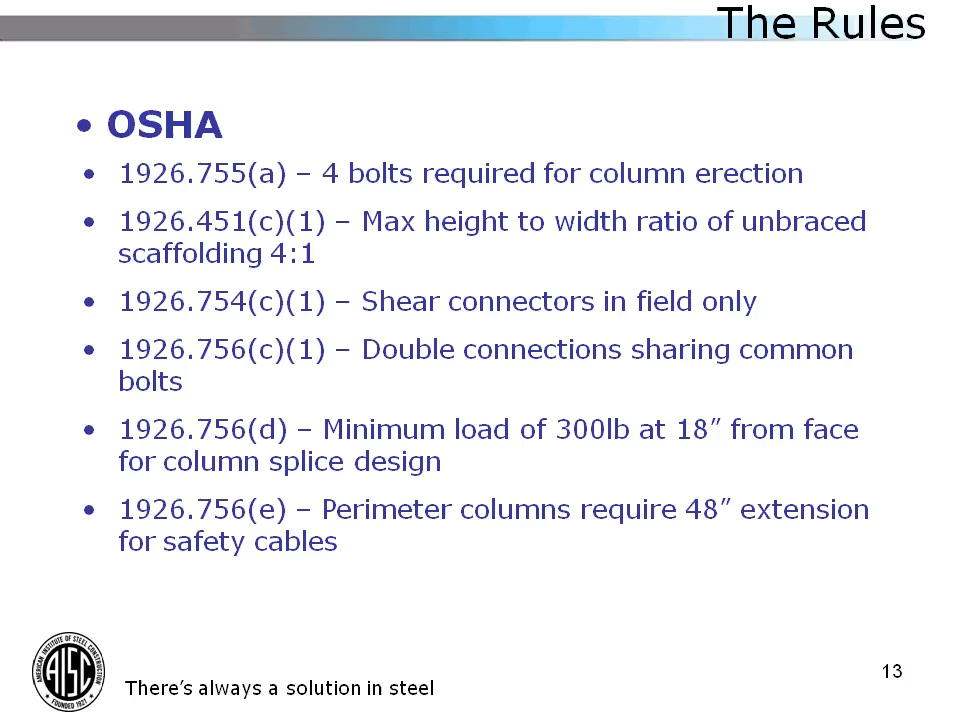 The Rules
• OSHA
• 1926.755(a) – 4 bolts required for column erection
• 1926.451(c)(1) – Max height to width ratio of unbraced
scaffolding 4:1
• 1926.754(c)(1) – Shear connectors in field only
• 1926.756(c)(1) – Double connections sharing common
bolts
• 1926.756(d) – Minimum load of 300lb at 18” from face
for column splice design
• 1926.756(e) – Perimeter columns require 48” extension
for safety cables
AMERICAN INSTITUTE OF STEEL CONSTRUCTION
AISC
FOUNDED 1921
There’s always a solution in steel
13